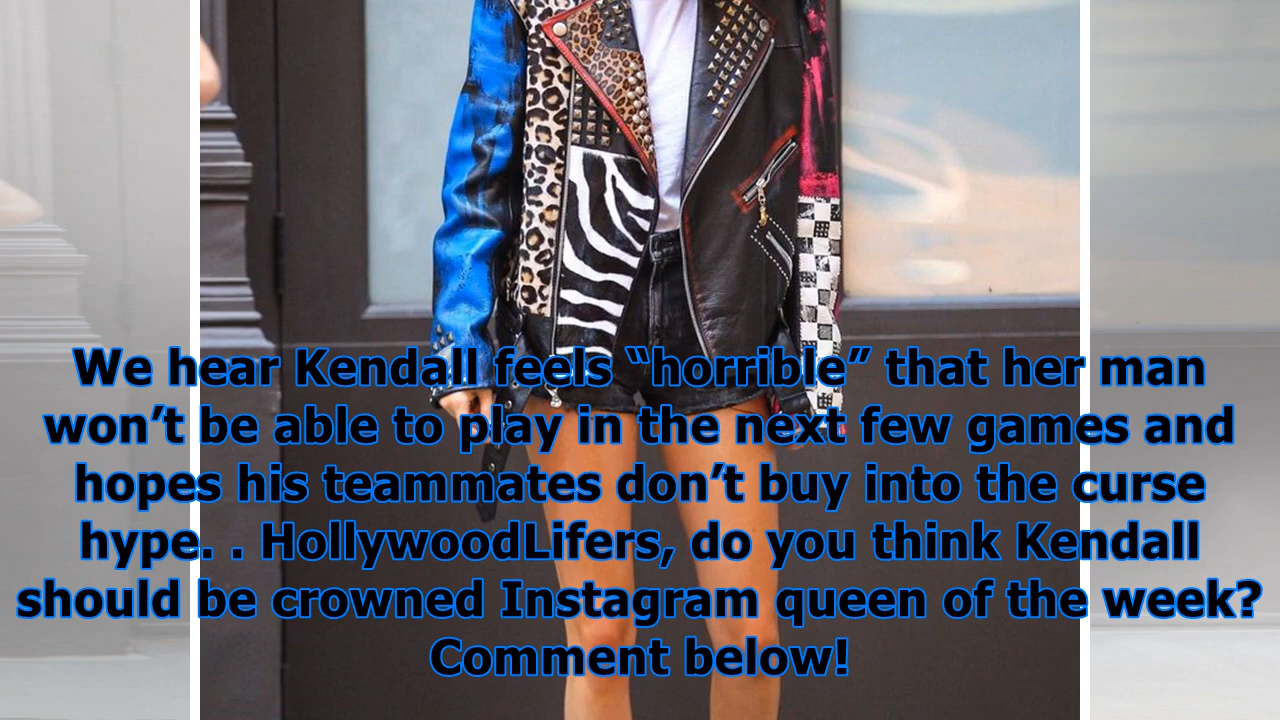 We hear Kendall feels “horrible” that her man
won’t be able to play in the next few games and
hopes his teammates don’t buy into the curse
hype. . HollywoodLifers, do you think Kendall
should be crowned Instagram queen of the week?
Comment below!